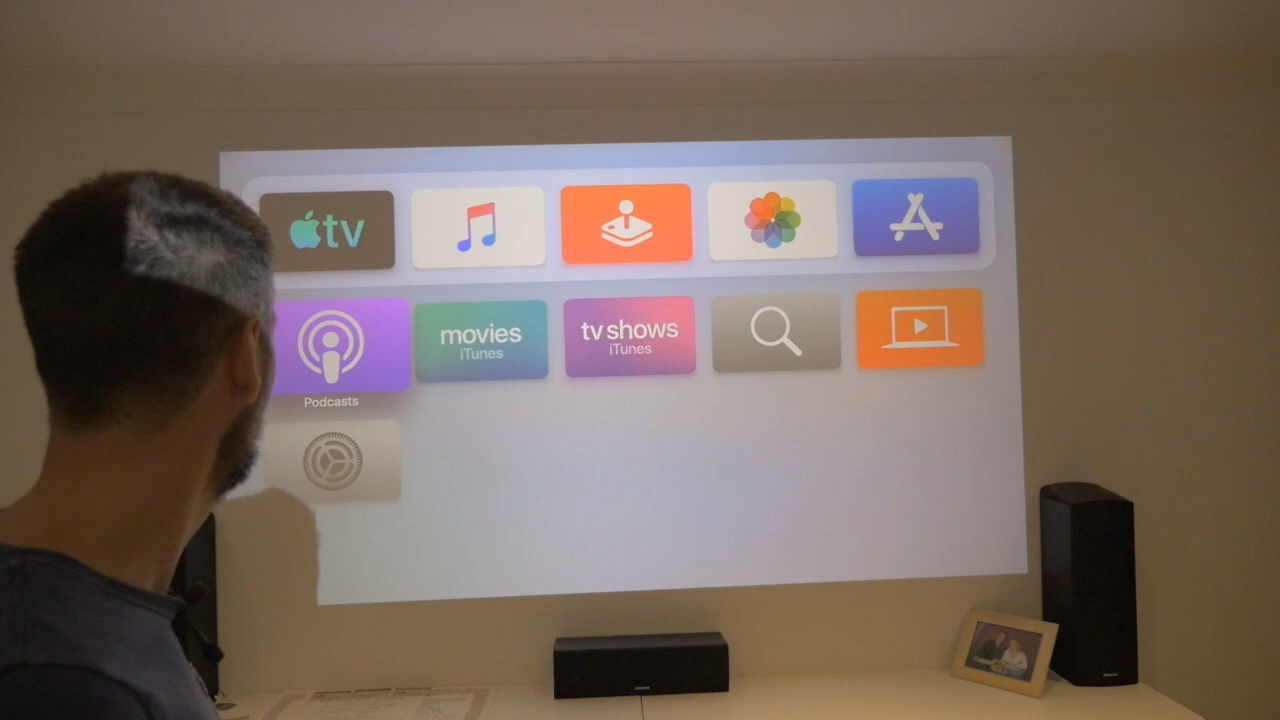 tv
movies
iTunes
tv shows
iTunes
Podcasts